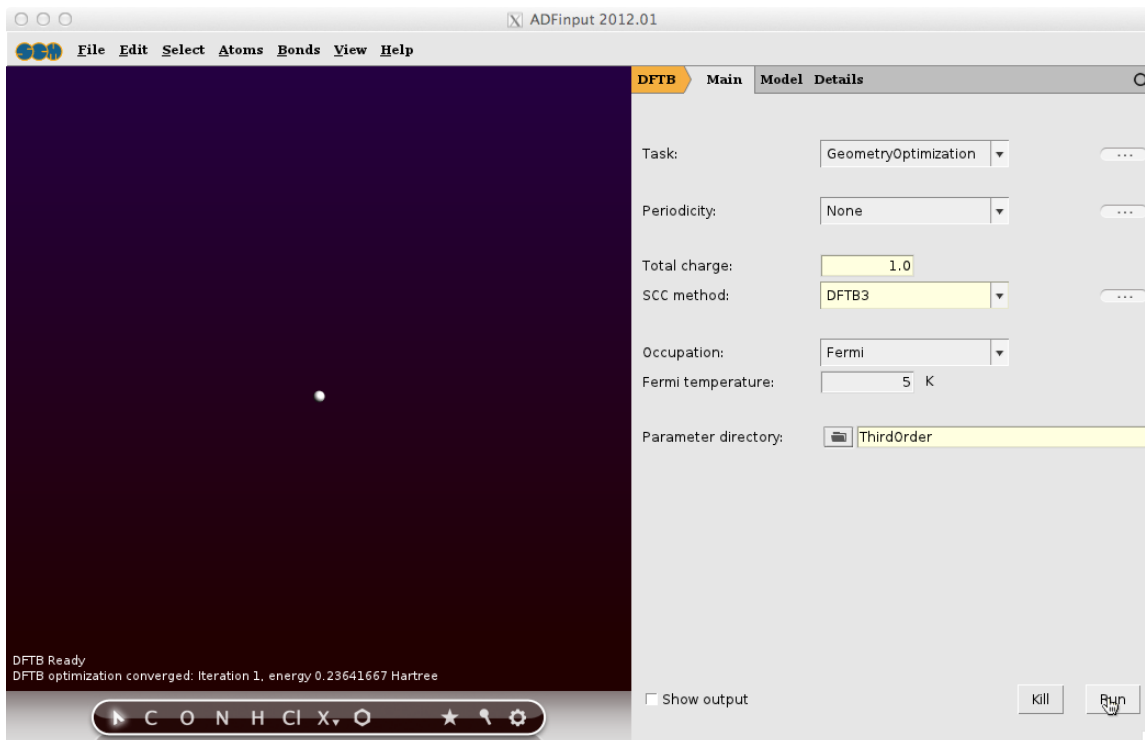 ADFinput 2012.01
SCM File Edit Select Atoms Bonds View Help
DFTB Main Model Details
Task: GeometryOptimization ...
Periodicity: None ...
Total charge: 1.0
SCC method: DFTB3 ...
Occupation: Fermi
Fermi temperature: 5 K
Parameter directory: ThirdOrder
DFTB Ready
DFTB optimization converged: Iteration 1, energy 0.23641667 Hartree
Show output Kill Run
C O N H Cl X